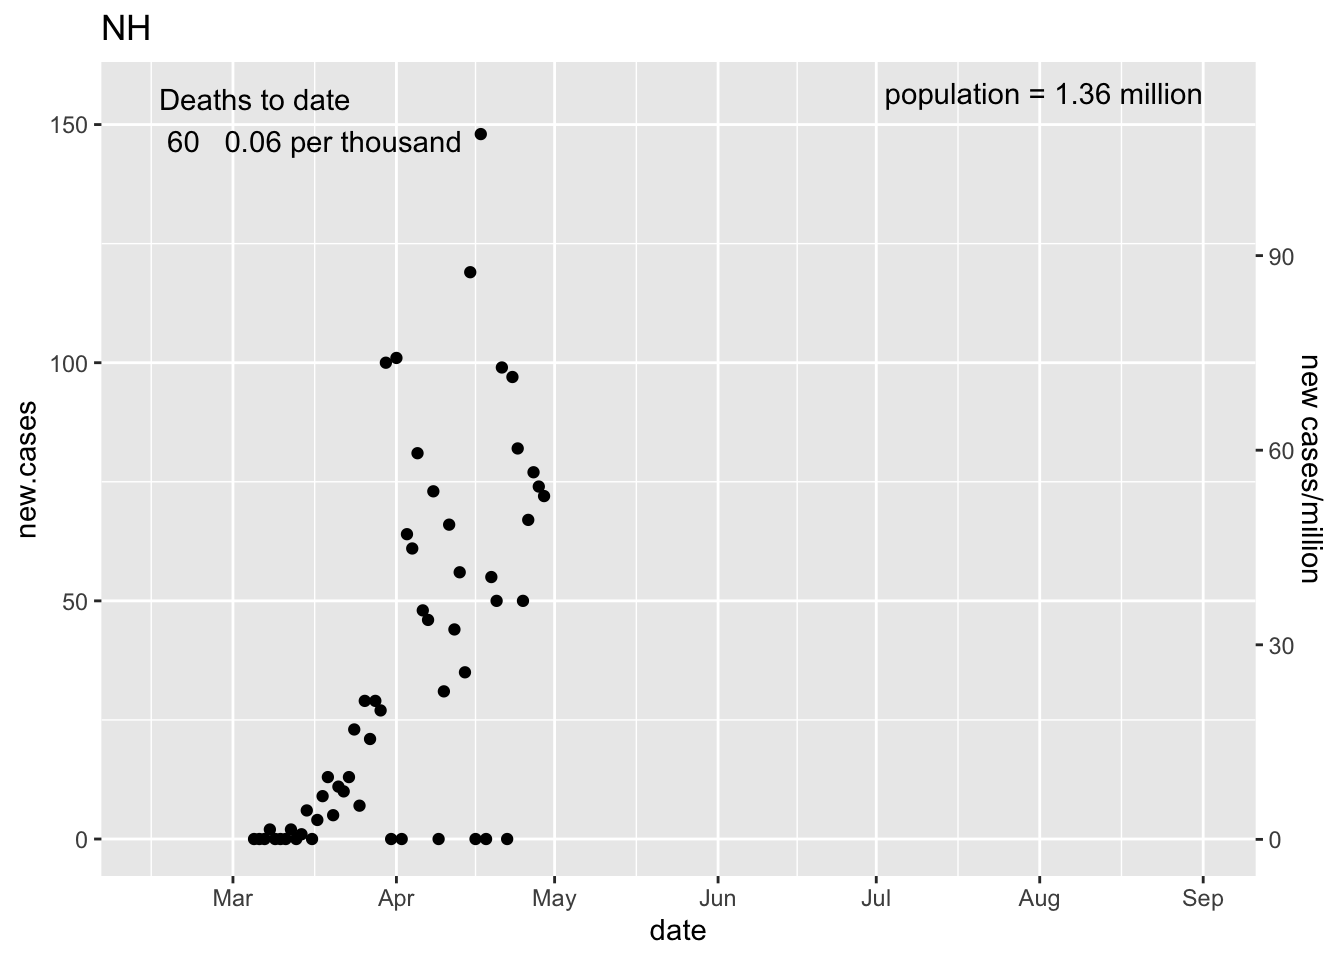 NH
Deaths to date
60 0.06 per thousand
population = 1.36 million
150
100
50
0
new.cases
90
60
30
0
new cases/million
Mar Apr May Jun Jul Aug Sep
date